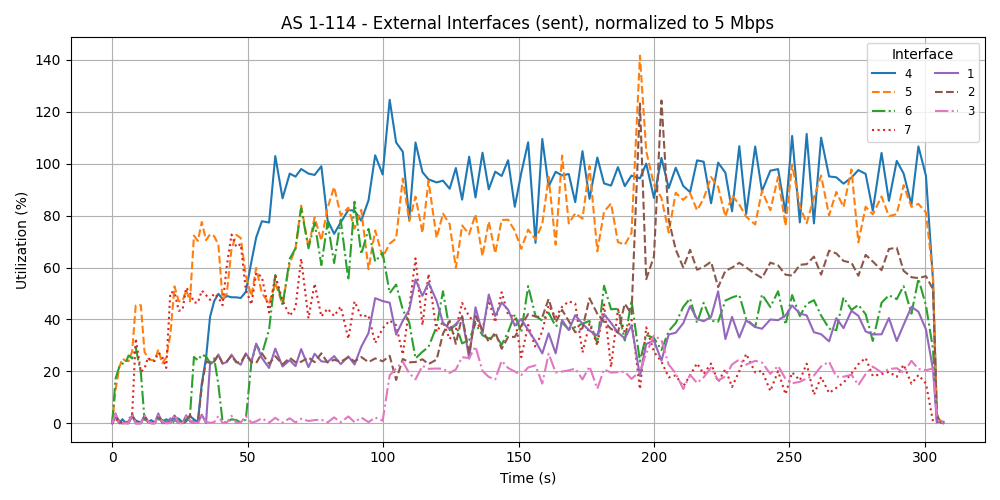 AS 1-114 - External Interfaces (sent), normalized to 5 Mbps
Utilization (%)
140
120
100
80
60
40
20
0
Interface
4 1
5 2
6 3
7
0 50 100 150 200 250 300
Time (s)